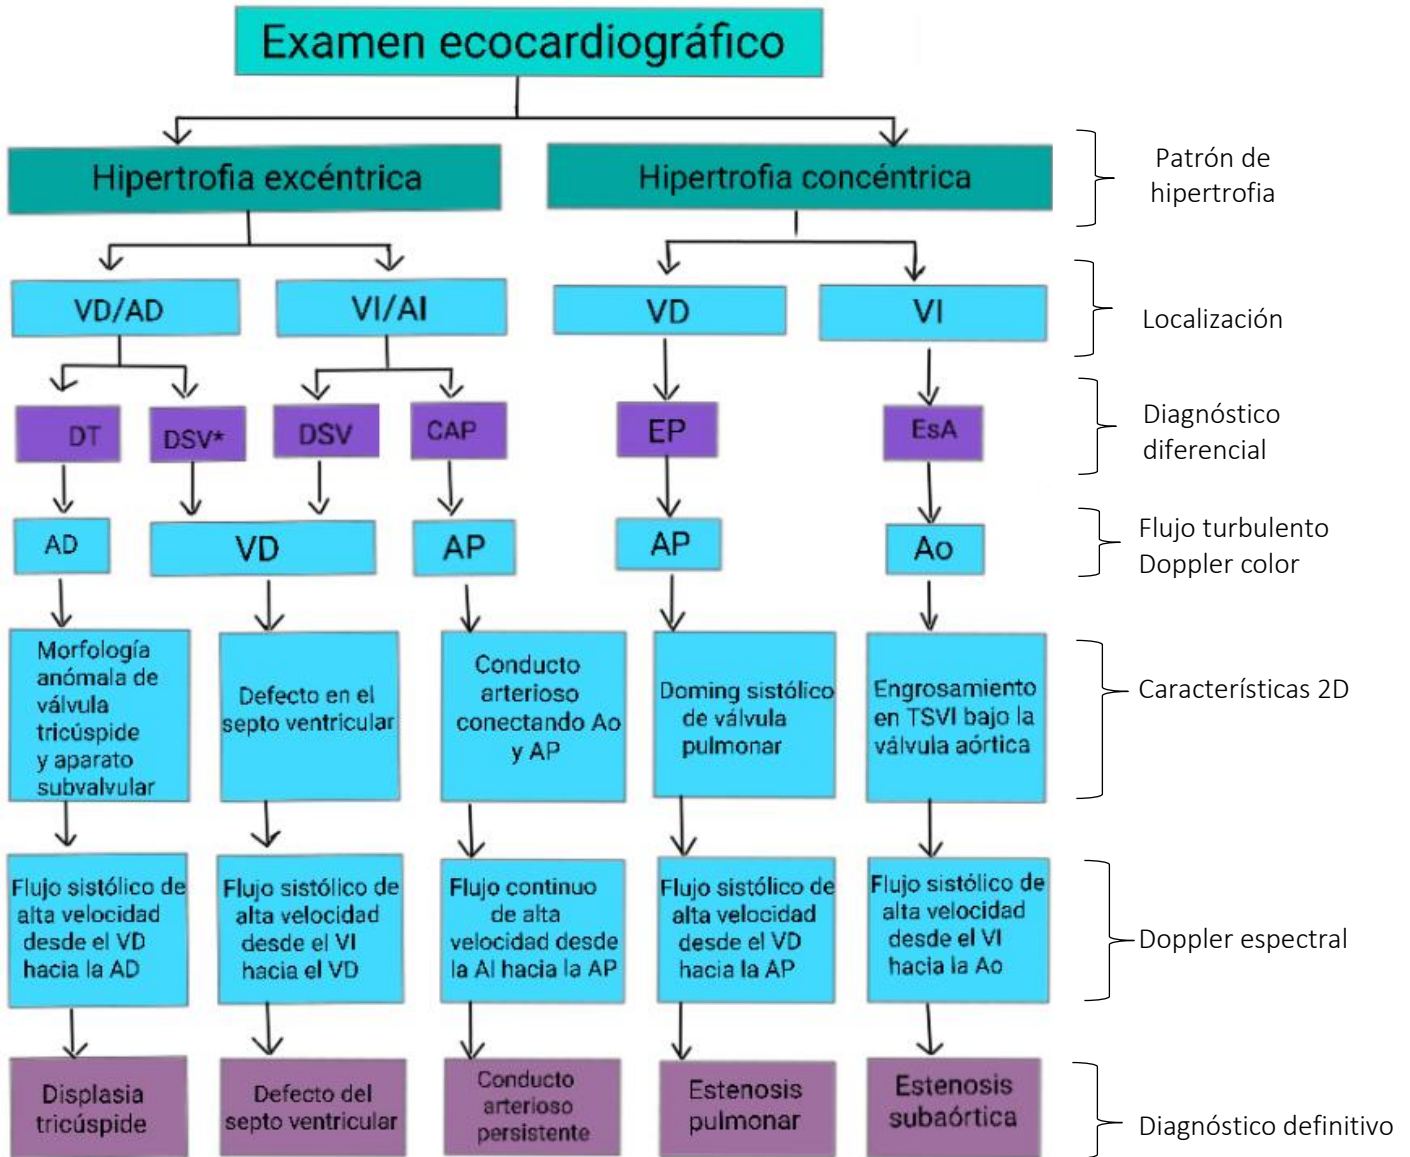 Examen ecocardiográfico
Hipertrofia excéntrica
Hipertrofia concéntrica
Patrón de
hipertrofia
VD/AD
VI/AI
VD
VI
Localización
DT
DSV*
DSV
CAP
EP
EsA
Diagnóstico
diferencial
AD
VD
AP
AP
Ao
Flujo turbulento
Doppler color
Morfología
anómala de
válvula
tricúspide
y aparato
subvalvular
Defecto en el
septo ventricular
Conducto
arterioso
conectando Ao
y AP
Doming sistólico
de válvula
pulmonar
Engrosamiento
en TSVI bajo la
válvula aórtica
Características 2D
Flujo sistólico de
alta velocidad
desde el VD
hacia la AD
Flujo sistólico de
alta velocidad
desde el VI
hacia el VD
Flujo continuo
de alta
velocidad desde
la AI hacia la AP
Flujo sistólico de
alta velocidad
desde el VD
hacia la AP
Flujo sistólico de
alta velocidad
desde el VI
hacia la Ao
Doppler espectral
Displasia
tricúspide
Defecto del
septo ventricular
Conducto
arterioso
persistente
Estenosis
pulmonar
Estenosis
subaórtica
Diagnóstico definitivo